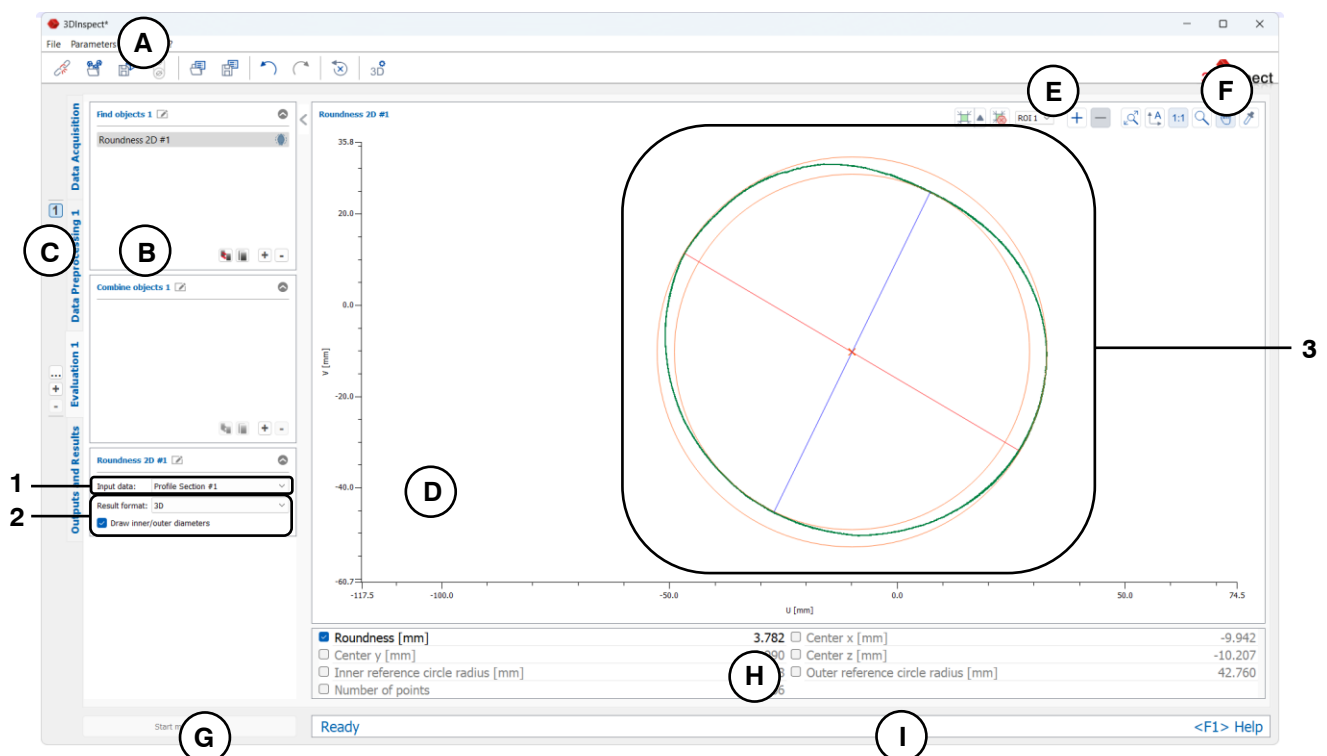 3DInspect*
File Parameters ?
A
3D
E
F
Find objects 1
Roundness 2D #1
Roundness 2D #1
ROI 1
A
1:1
Data Acquisition
Data Preprocessing 1
Evaluation 1
Outputs and Results
1
C
B
...
+
-
+ -
Combine objects 1
+ -
Roundness 2D #1
1
Input data: Profile Section #1
2
Result format: 3D
Draw inner/outer diameters
35.8
20.0
0.0
-20.0
-40.0
-60.7
V [mm]
-117.5 -100.0 -50.0 0.0 50.0 74.5
U [mm]
D
3
Roundness [mm] 3.782 Center x [mm] -9.942
Center y [mm] Center z [mm] -10.207
Inner reference circle radius [mm] Outer reference circle radius [mm] 42.760
Number of points
H
Start
G
Ready <F1> Help
I